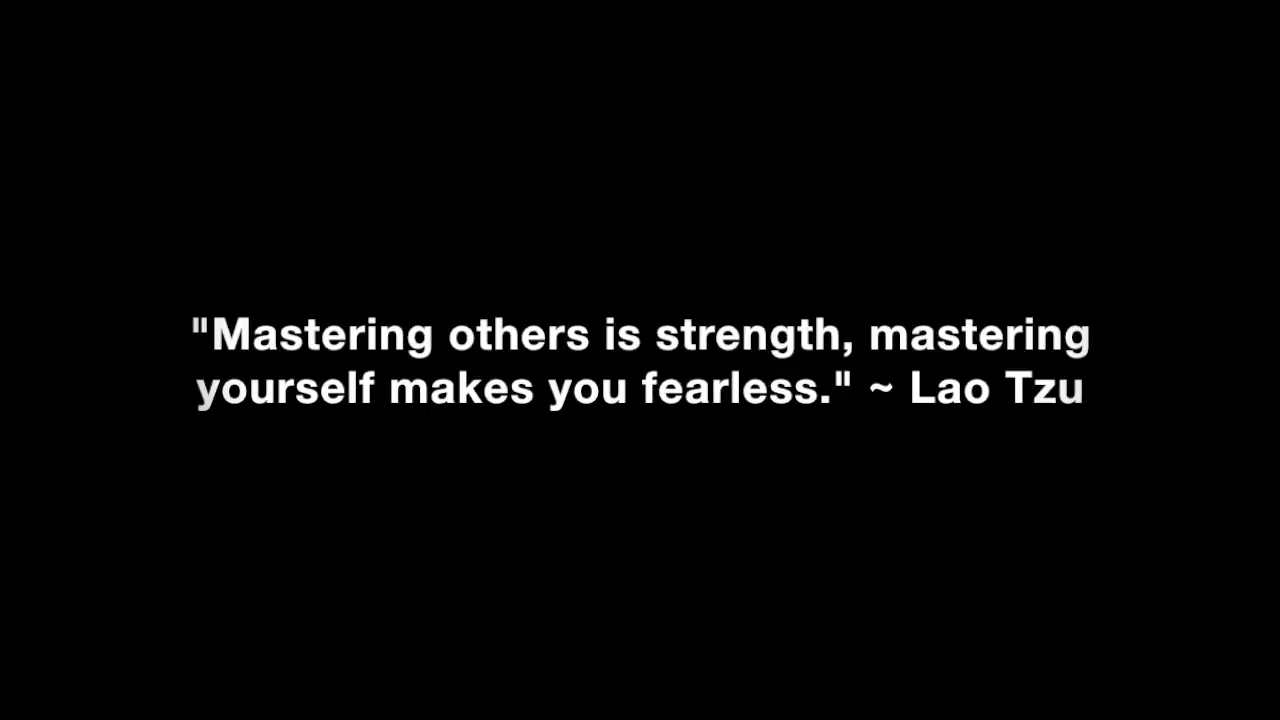 "Mastering others is strength, mastering
yourself makes you fearless." ~ Lao Tzu